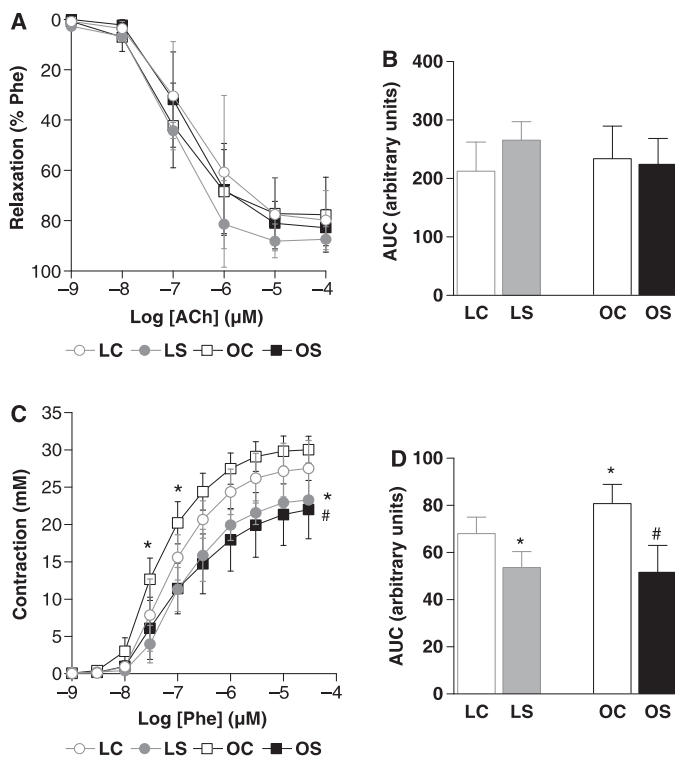 A
Relaxation (% Phe)
0
20
40
60
80
100
–9 –8 –7 –6 –5 –4
Log [ACh] (µM)
LC LS OC OS
B
AUC (arbitrary units)
400
300
200
100
0
LC LS OC OS
C
Contraction (mM)
35
30
25
20
15
10
5
0
* *
*
#
–9 –8 –7 –6 –5 –4
Log [Phe] (µM)
LC LS OC OS
D
AUC (arbitrary units)
100
80
60
40
20
0
* * #
LC LS OC OS